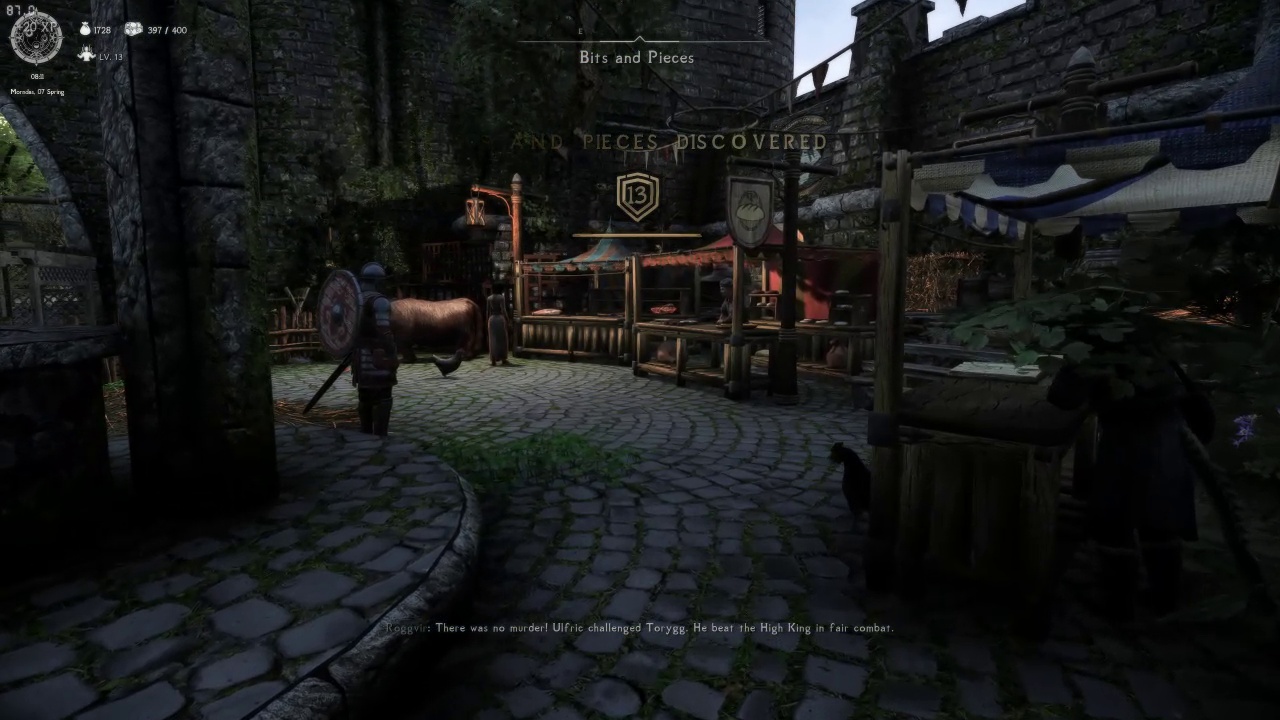 87.0
20 XP
1728
397 / 400
LV. 13
08:11
Morndas, 07 Spring
E
Bits and Pieces
AND PIECES DISCOVERED
13
Roggvir: There was no murder! Ulfric challenged Torygg. He beat the High King in fair combat.